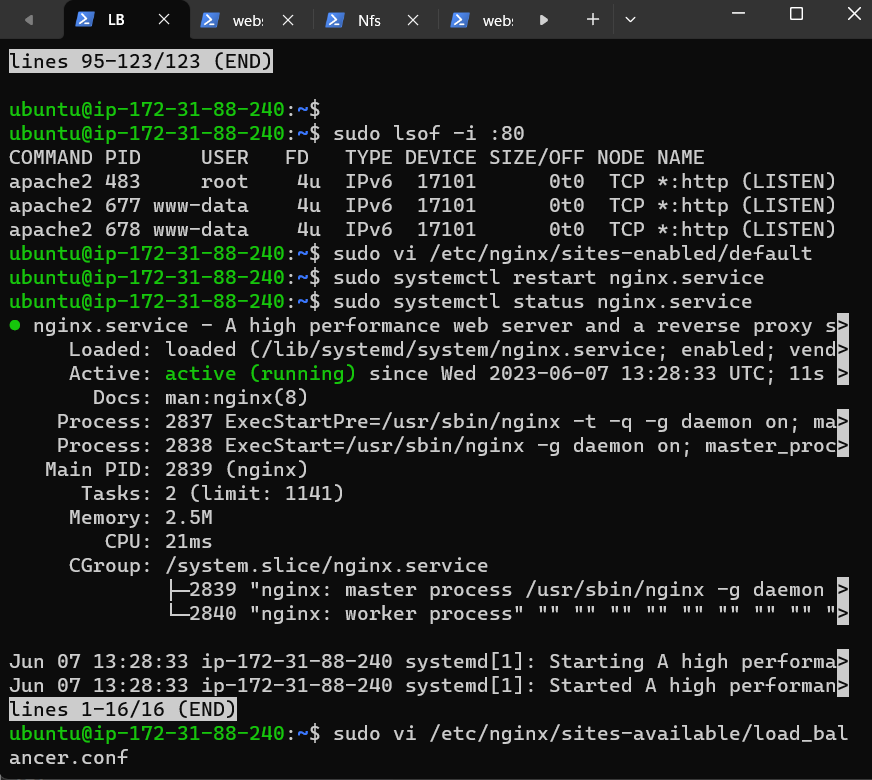 LB
webs
Nfs
webs
lines 95-123/123 (END)
ubuntu@ip-172-31-88-240:~$
ubuntu@ip-172-31-88-240:~$ sudo lsof -i :80
COMMAND PID     USER   FD   TYPE DEVICE SIZE/OFF NODE NAME
apache2 483     root    4u  IPv6  17101      0t0  TCP *:http (LISTEN)
apache2 677 www-data    4u  IPv6  17101      0t0  TCP *:http (LISTEN)
apache2 678 www-data    4u  IPv6  17101      0t0  TCP *:http (LISTEN)
ubuntu@ip-172-31-88-240:~$ sudo vi /etc/nginx/sites-enabled/default
ubuntu@ip-172-31-88-240:~$ sudo systemctl restart nginx.service
ubuntu@ip-172-31-88-240:~$ sudo systemctl status nginx.service
● nginx.service - A high performance web server and a reverse proxy s>
     Loaded: loaded (/lib/systemd/system/nginx.service; enabled; vend>
     Active: active (running) since Wed 2023-06-07 13:28:33 UTC; 11s >
       Docs: man:nginx(8)
    Process: 2837 ExecStartPre=/usr/sbin/nginx -t -q -g daemon on; ma>
    Process: 2838 ExecStart=/usr/sbin/nginx -g daemon on; master_proc>
   Main PID: 2839 (nginx)
      Tasks: 2 (limit: 1141)
     Memory: 2.5M
        CPU: 21ms
     CGroup: /system.slice/nginx.service
             ├─2839 "nginx: master process /usr/sbin/nginx -g daemon >
             └─2840 "nginx: worker process" "" "" "" "" "" "" "" "" ">
Jun 07 13:28:33 ip-172-31-88-240 systemd[1]: Starting A high performa>
Jun 07 13:28:33 ip-172-31-88-240 systemd[1]: Started A high performan>
lines 1-16/16 (END)
ubuntu@ip-172-31-88-240:~$ sudo vi /etc/nginx/sites-available/load_bal
ancer.conf